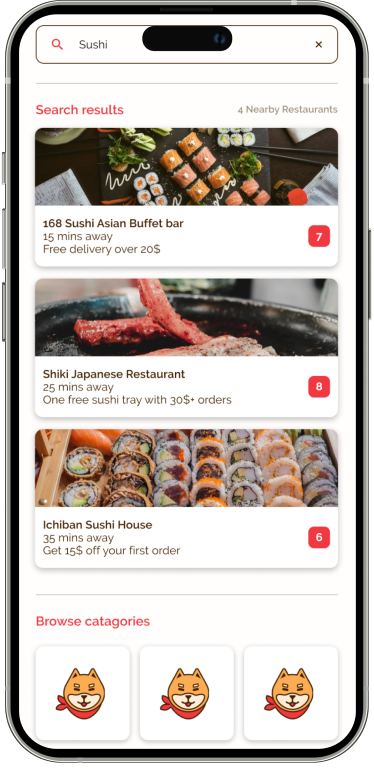 Sushi
×
Search results
4 Nearby Restaurants
168 Sushi Asian Buffet bar
15 mins away
7
Free delivery over 20$
Shiki Japanese Restaurant
25 mins away
8
One free sushi tray with 30$+ orders
Ichiban Sushi House
35 mins away
6
Get 15$ off your first order
Browse catagories